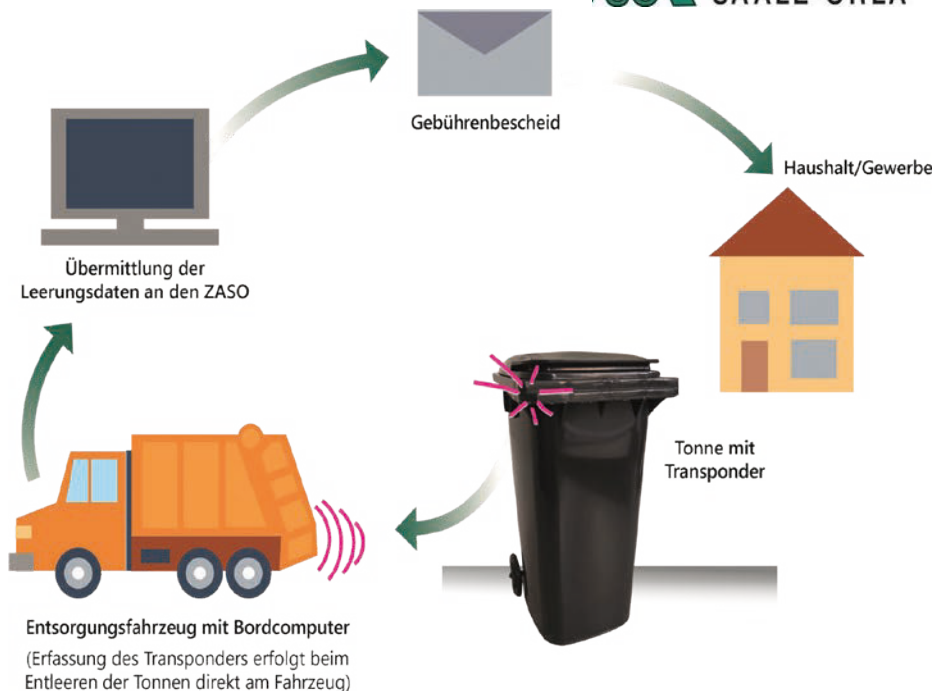 Gebührenbescheid
Haushalt/Gewerbe
Übermittlung der
Leerungsdaten an den ZASO
Tonne mit
Transponder
Entsorgungsfahrzeug mit Bordcomputer
(Erfassung des Transponders erfolgt beim
Entleeren der Tonnen direkt am Fahrzeug)